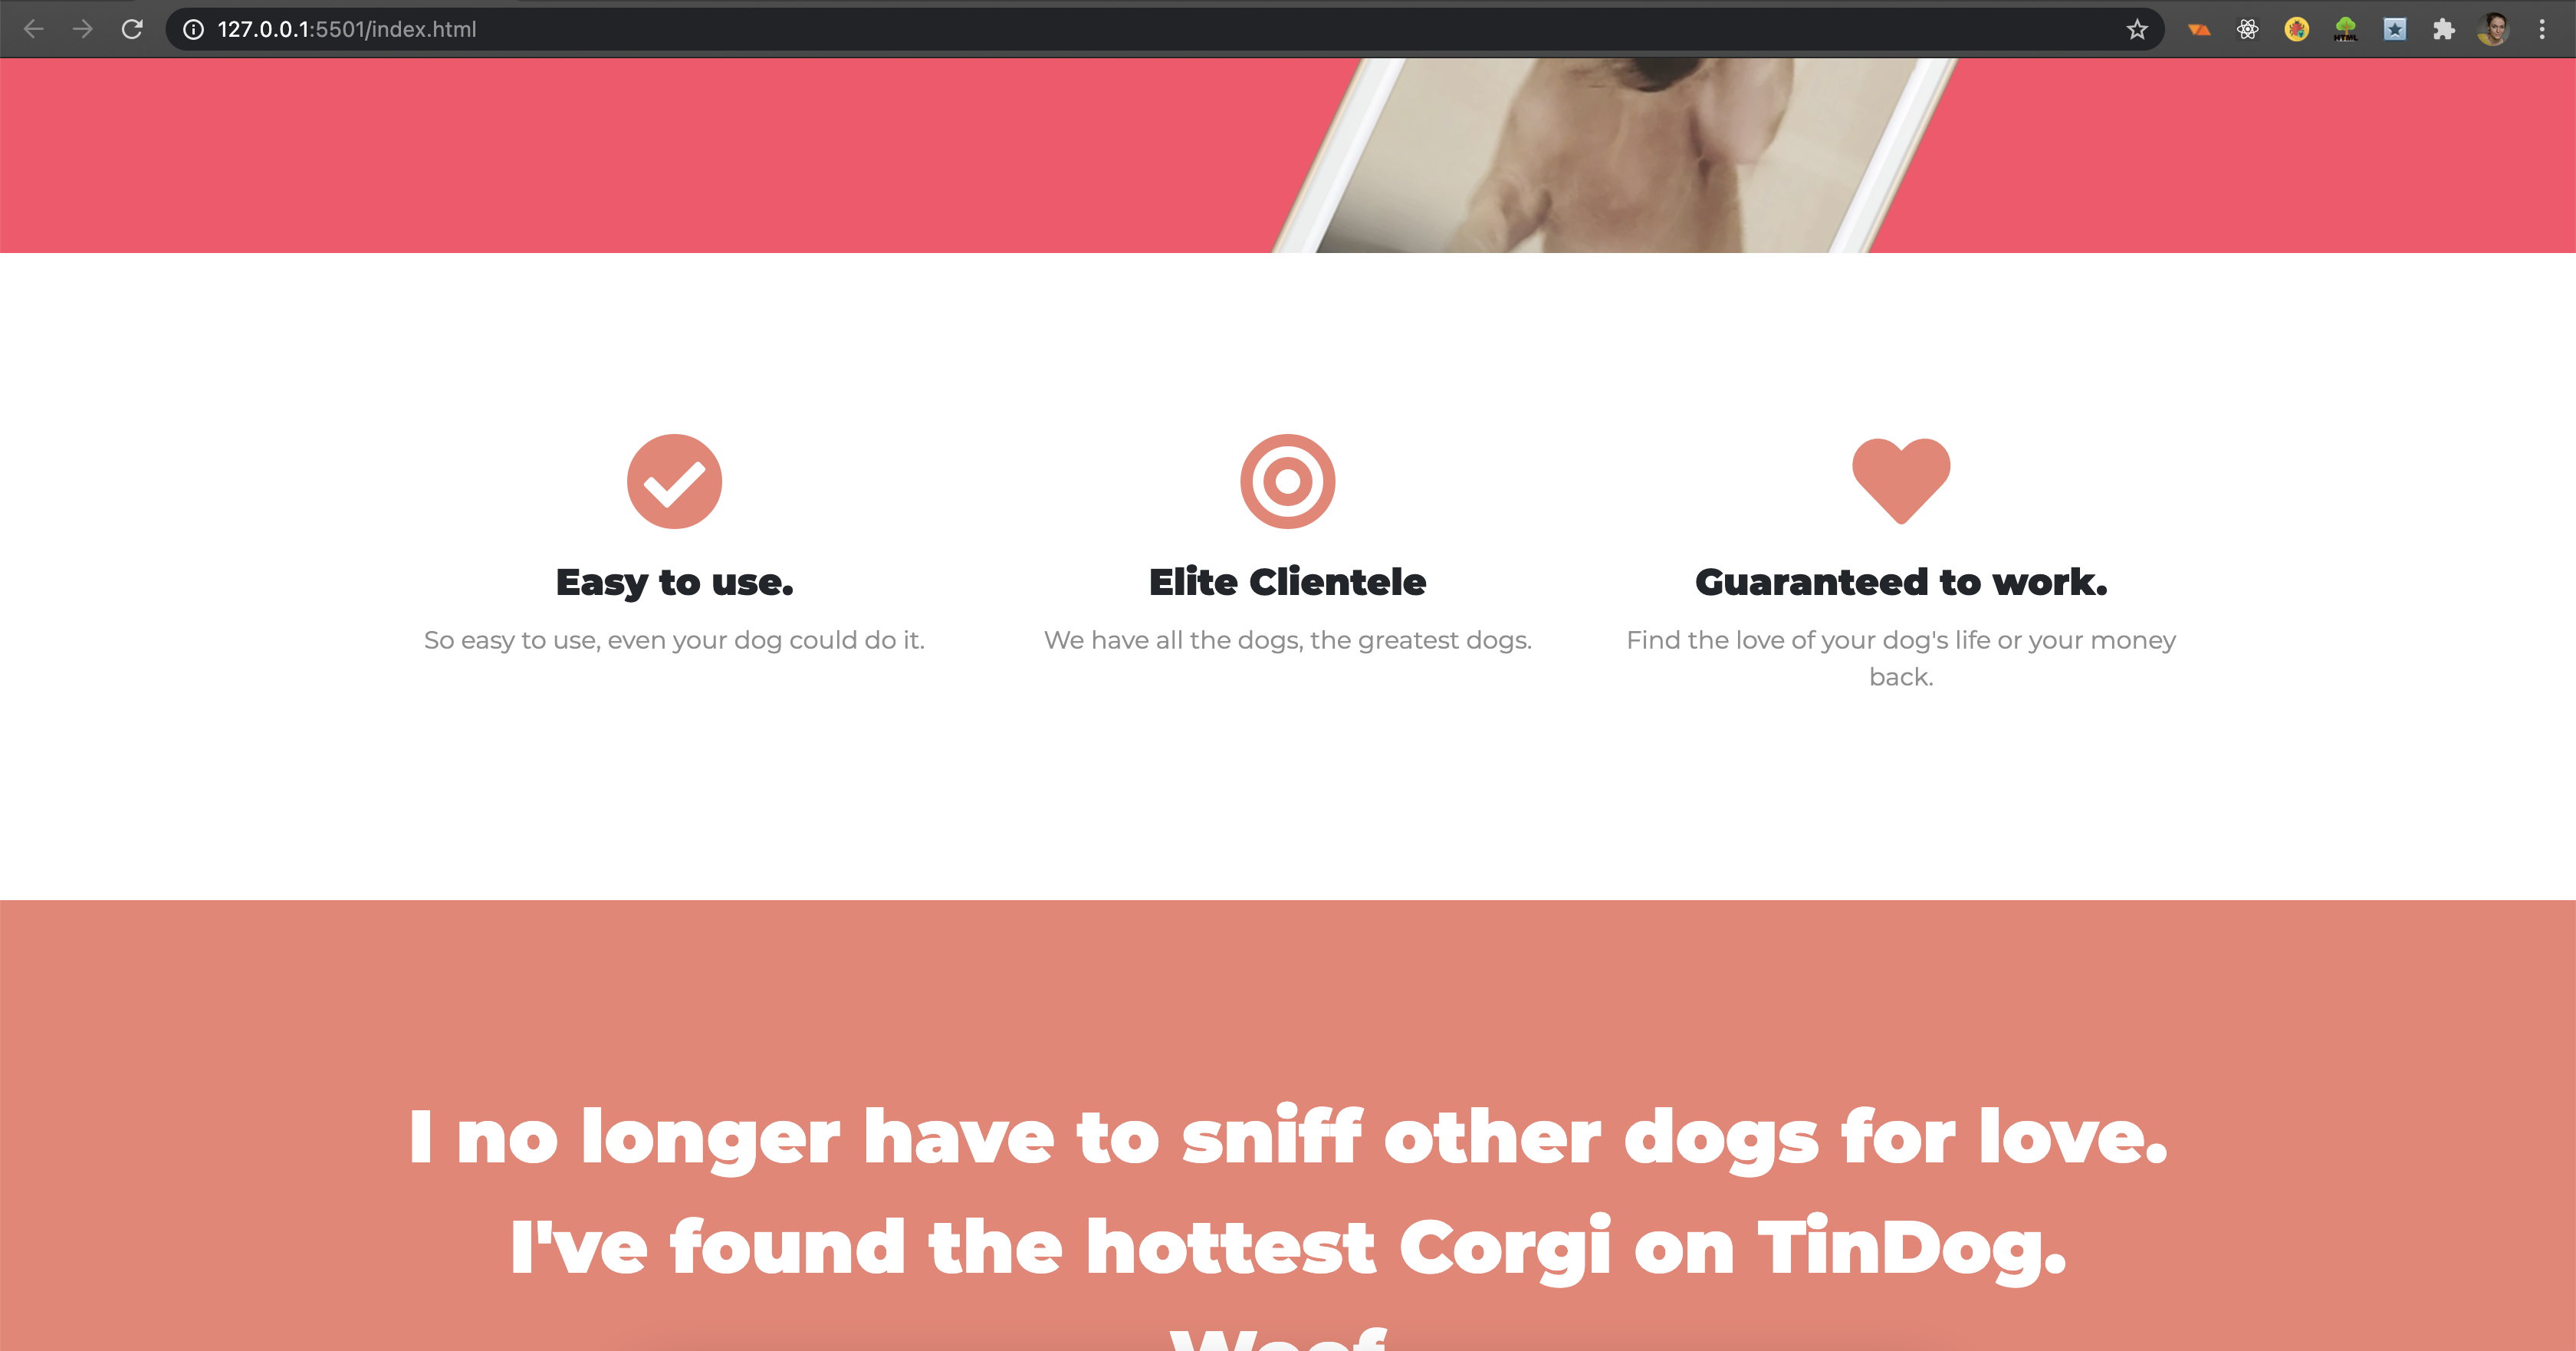 127.0.0.1:5501/index.html
HTML
Easy to use.
So easy to use, even your dog could do it.
Elite Clientele
We have all the dogs, the greatest dogs.
Guaranteed to work.
Find the love of your dog's life or your money
back.
I no longer have to sniff other dogs for love.
I've found the hottest Corgi on TinDog.
Woof